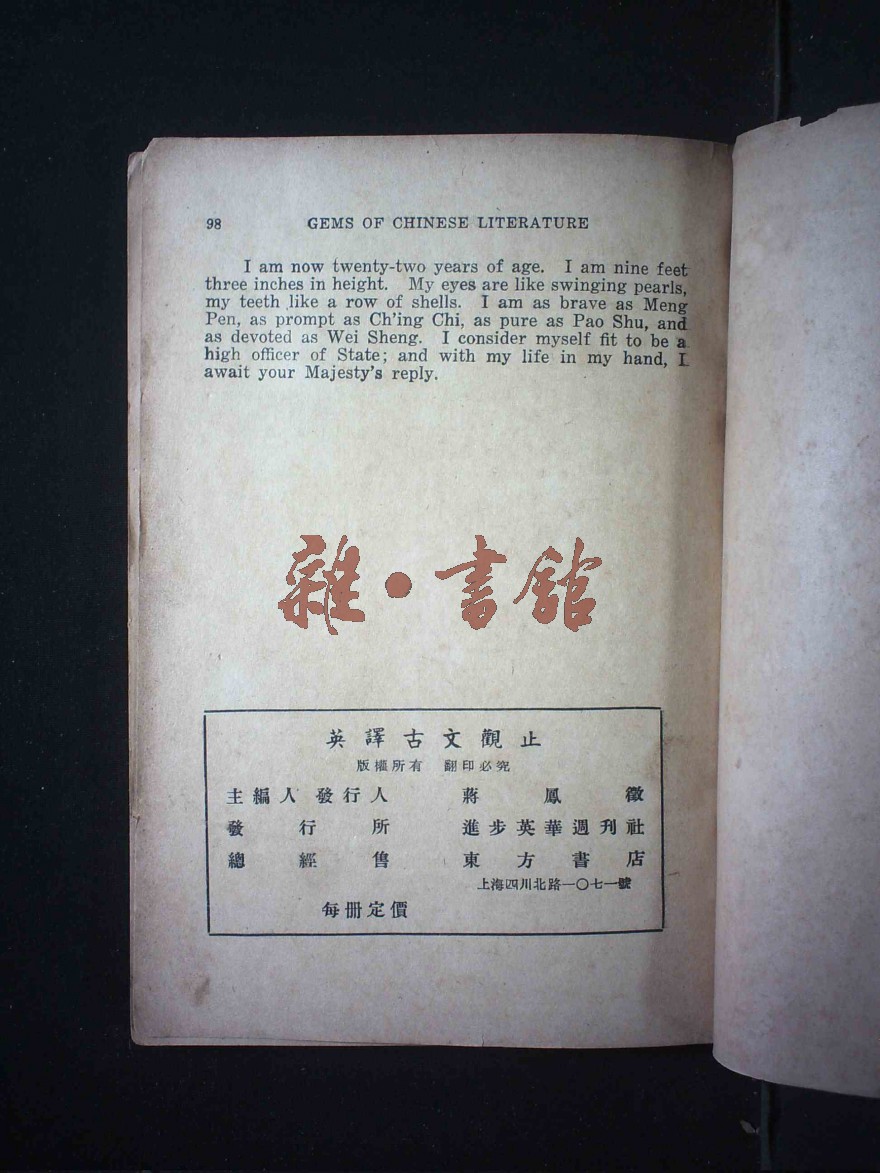 98 GEMS OF CHINESE LITERATURE
I am now twenty-two years of age. I am nine feet
three inches in height. My eyes are like swinging pearls,
my teeth like a row of shells. I am as brave as Meng
Pen, as prompt as Ch'ing Chi, as pure as Pao Shu, and
as devoted as Wei Sheng. I consider myself fit to be a
high officer of State; and with my life in my hand, I
await your Majesty's reply.
雜·書館
英譯古文觀止
版權所有 翻印必究
主編人 發行人 蔣鳳徵
發行所 進步英華週刊社
總經售 東方書店
上海四川北路一〇七一號
每册定價